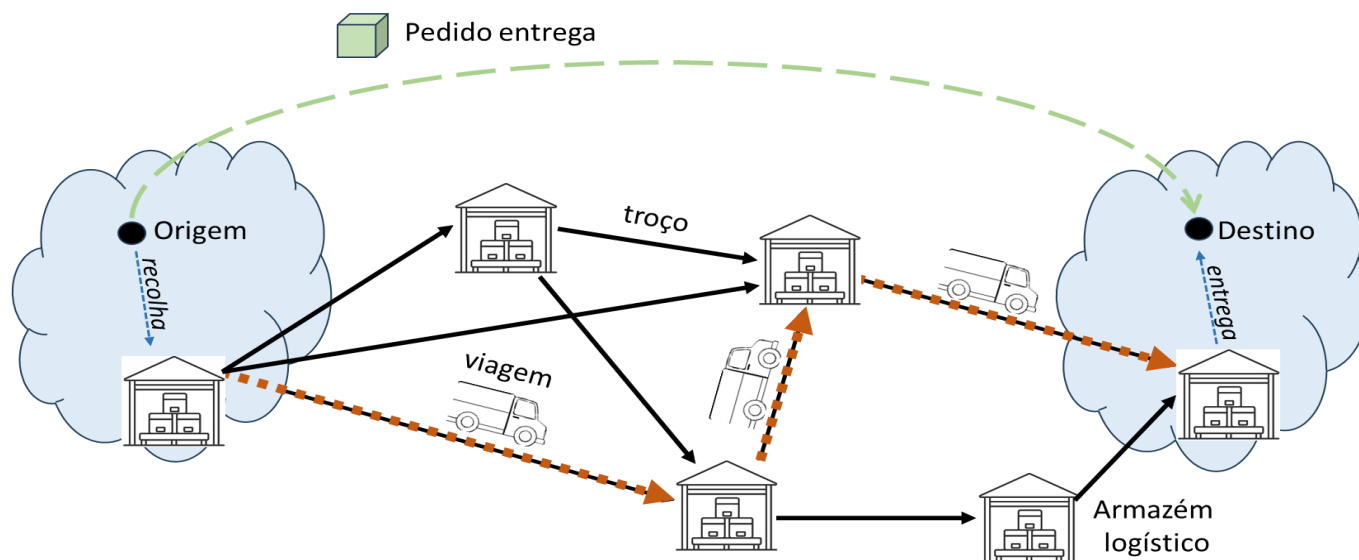 Pedido entrega
Origem
recolha
troço
viagem
Destino
entrega
Armazém
logístico